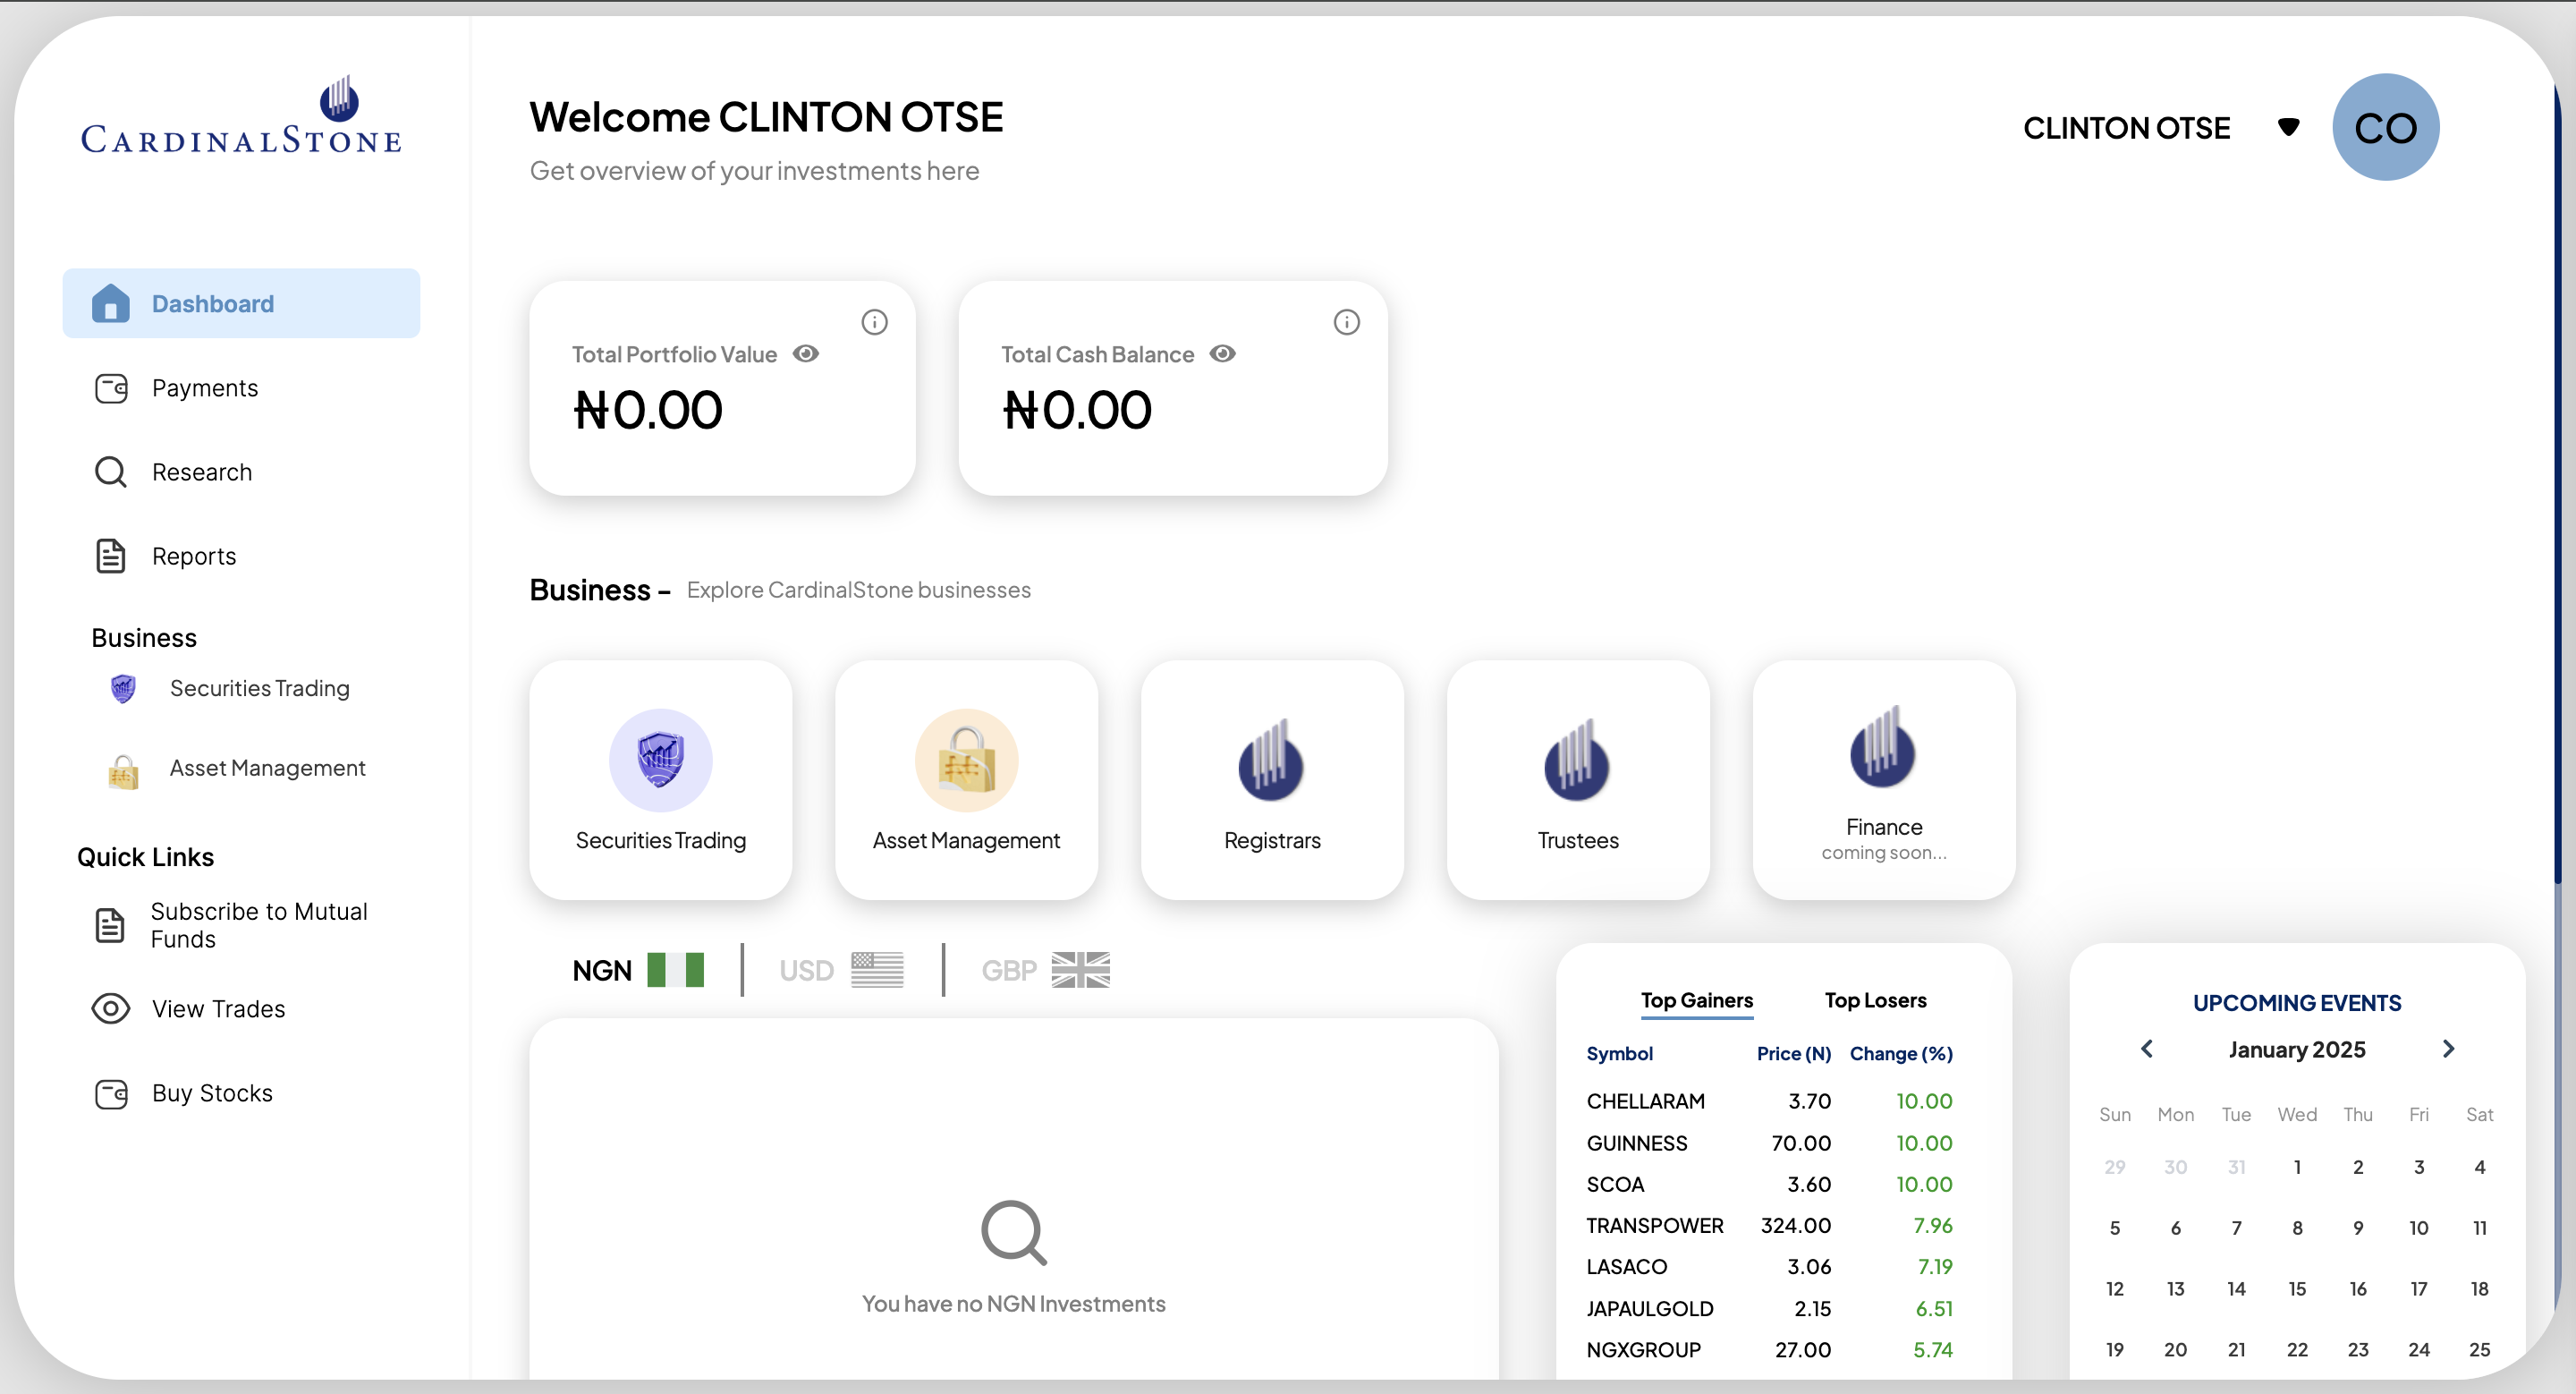 CARDINALSTONE
Dashboard
Payments
Research
Reports
Business
Securities Trading
Asset Management
Quick Links
Subscribe to Mutual
Funds
View Trades
Buy Stocks
Welcome CLINTON OTSE
Get overview of your investments here
CLINTON OTSE
CO
Total Portfolio Value
₦0.00
Total Cash Balance
₦0.00
Business - Explore CardinalStone businesses
Securities Trading
Asset Management
Registrars
Trustees
Finance
coming soon...
NGN
USD
GBP
You have no NGN Investments
Top Gainers Top Losers
Symbol Price (N) Change (%)
CHELLARAM 3.70 10.00
GUINNESS 70.00 10.00
SCOA 3.60 10.00
TRANSPOWER 324.00 7.96
LASACO 3.06 7.19
JAPAULGOLD 2.15 6.51
NGXGROUP 27.00 5.74
UPCOMING EVENTS
January 2025
Sun Mon Tue Wed Thu Fri Sat
29 30 31 1 2 3 4
5 6 7 8 9 10 11
12 13 14 15 16 17 18
19 20 21 22 23 24 25